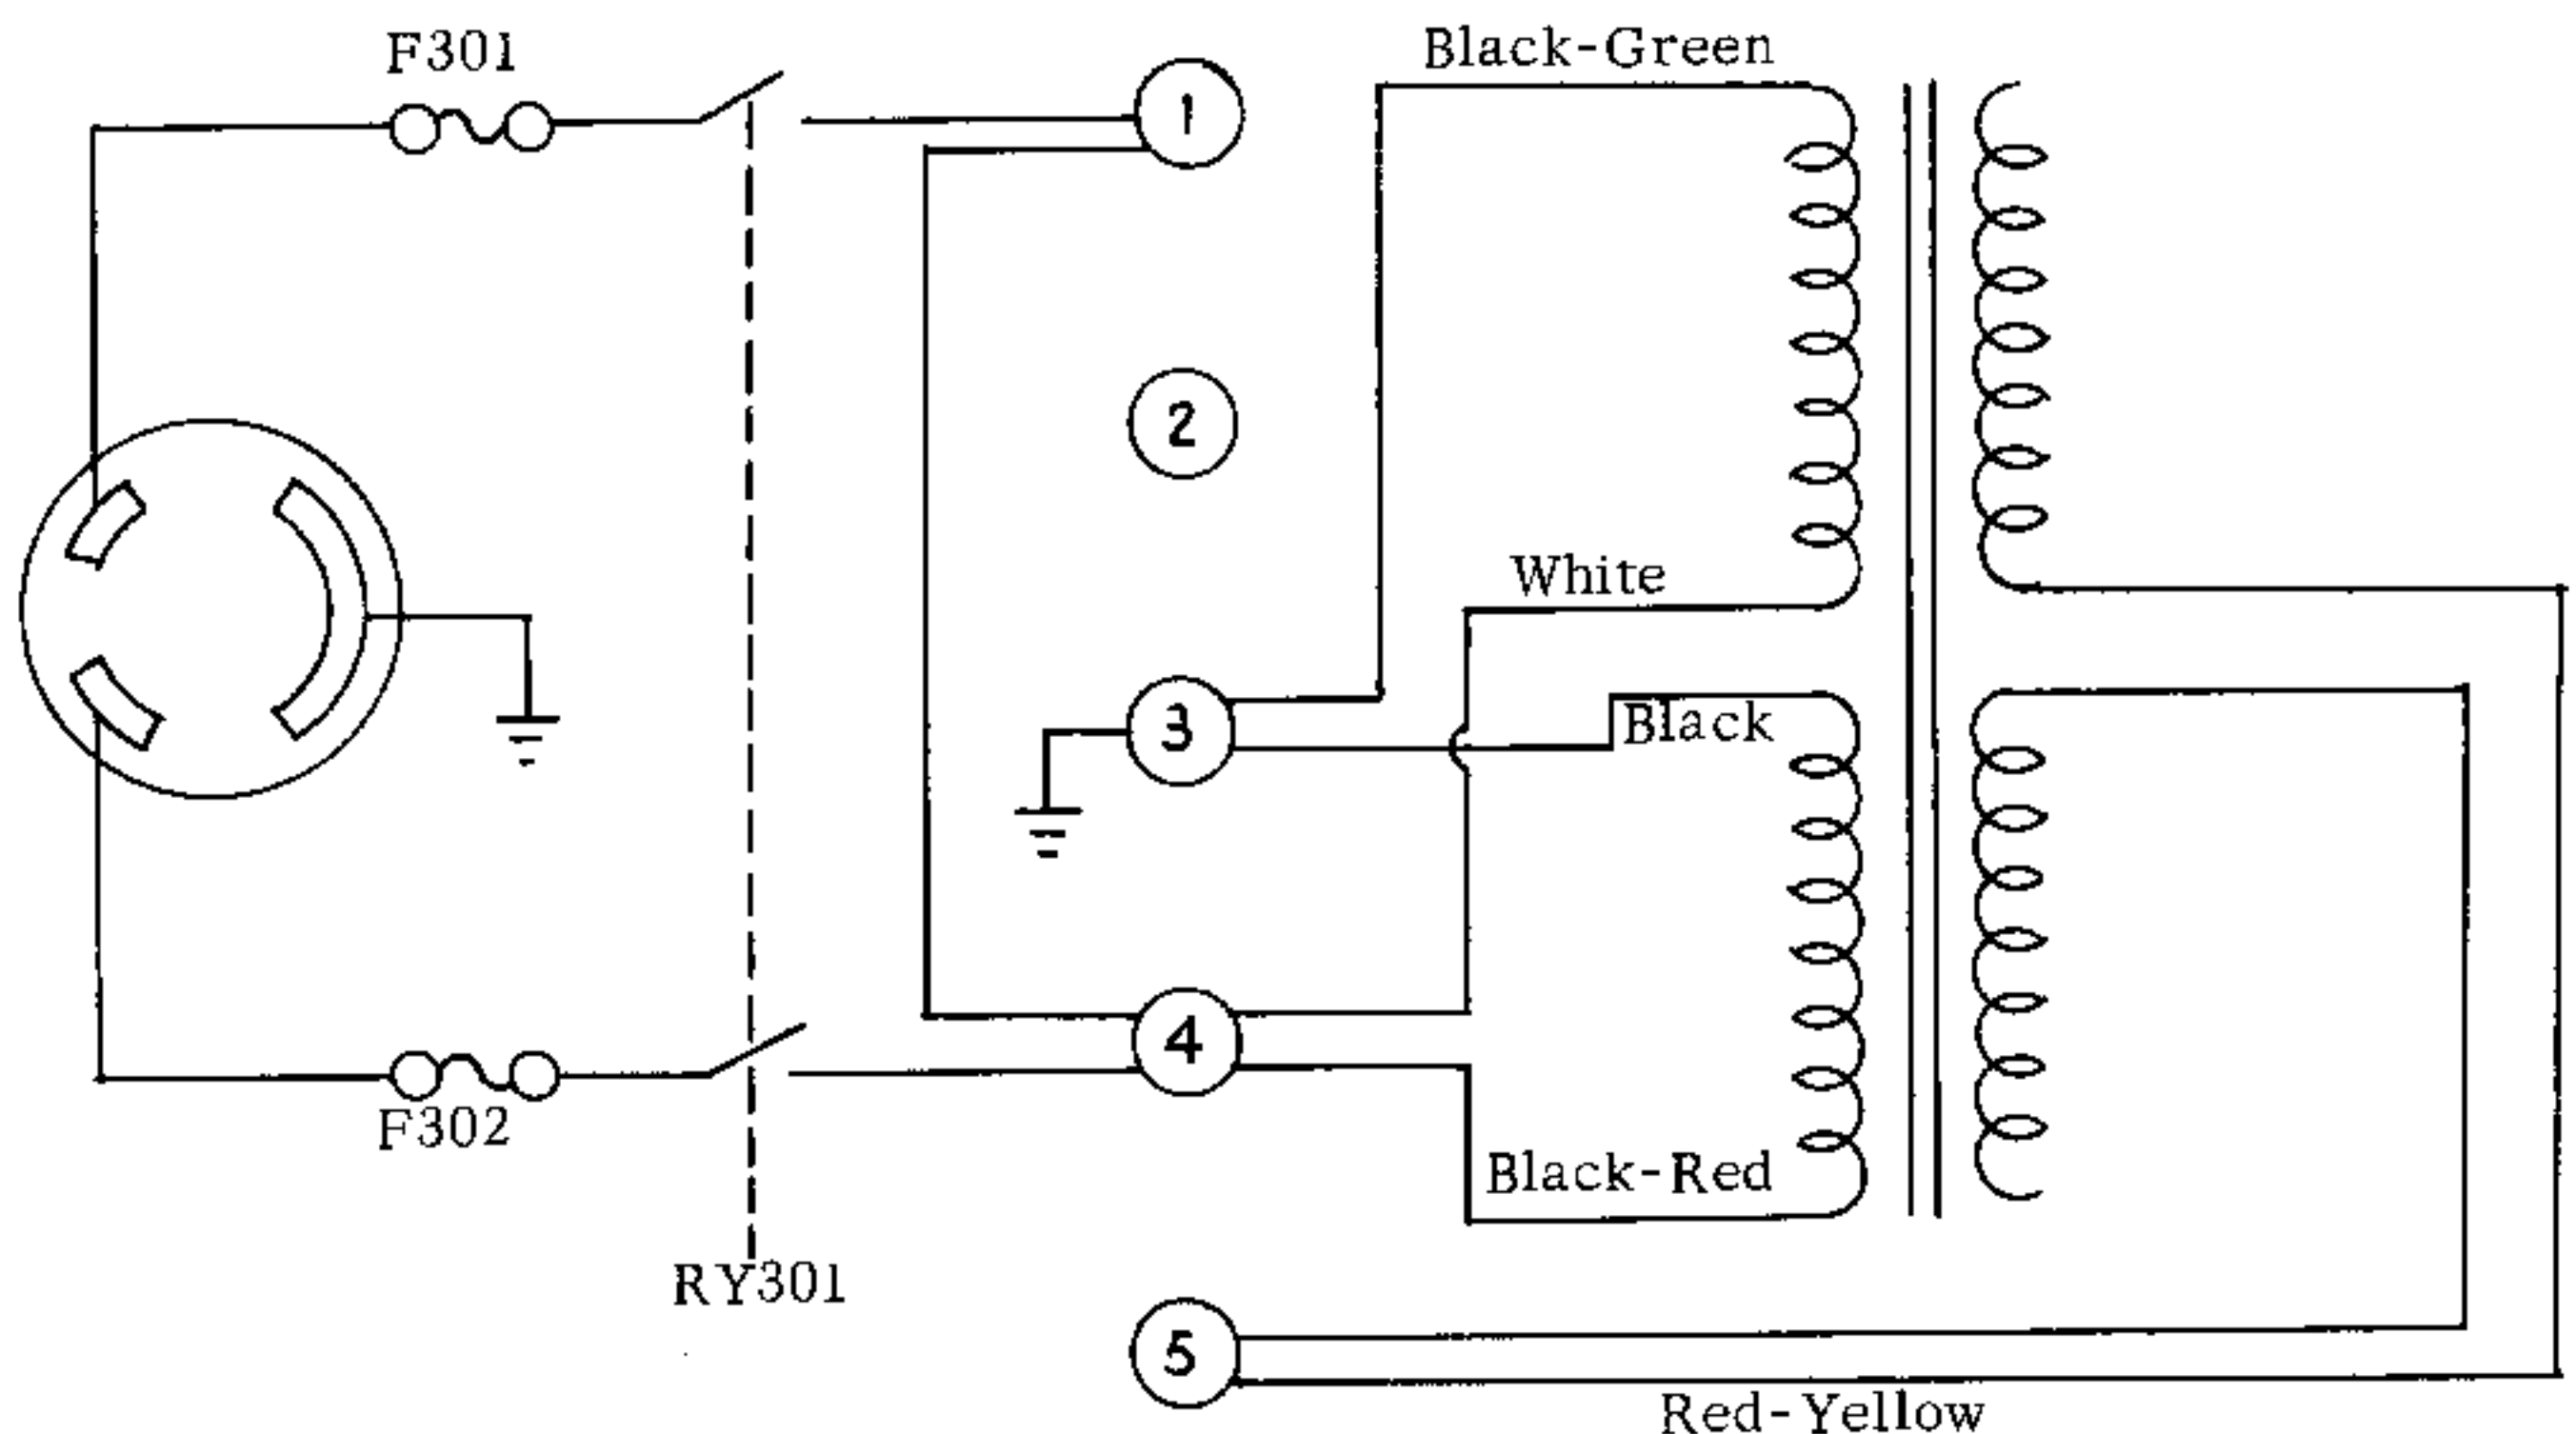 F301
Black-Green
1
2
White
3
Black
4
F302
Black-Red
RY301
5
Red-Yellow